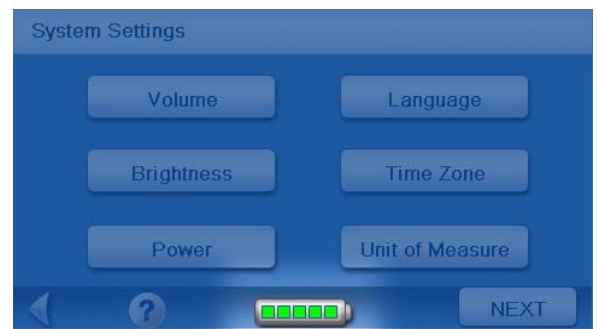 System Settings
Volume
Language
Brightness
Time Zone
Power
Unit of Measure
?
NEXT